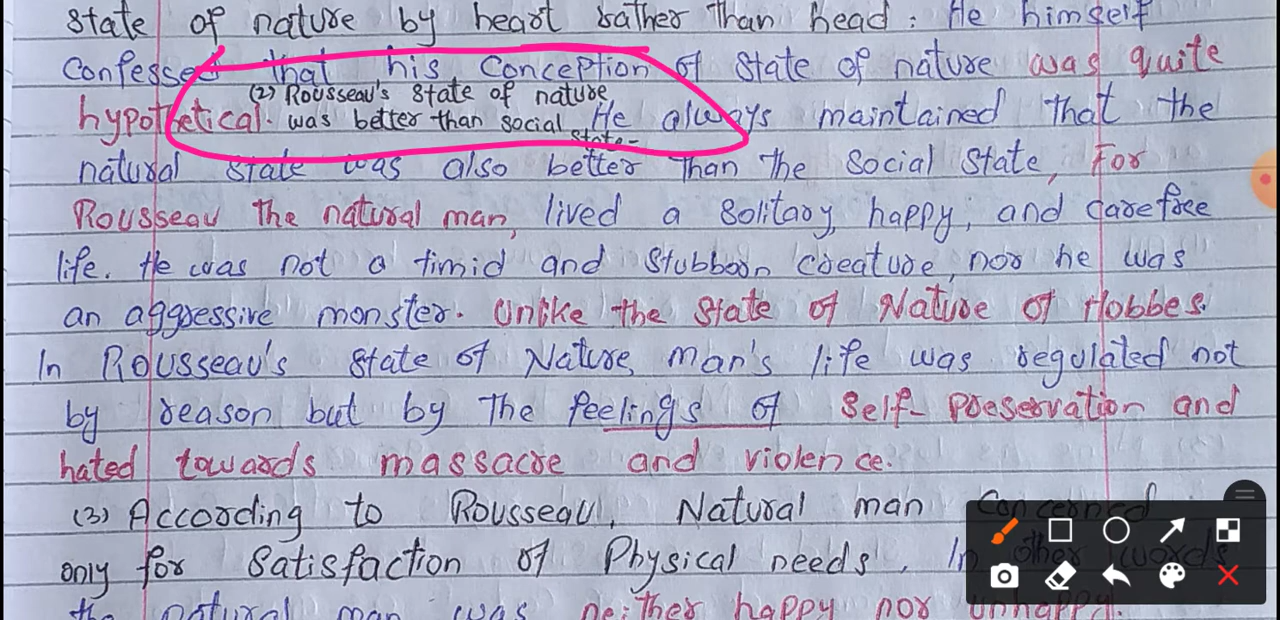 state of nature by heart rather than head. He himself
Confessed that his Conception of State of nature was quite
(2) Rousseau's State of nature
hypothetical. was better than social He always maintained that the
state-
natural state was also better than the Social State, For
Rousseau the natural man, lived a Solitary, happy, and carefree
life. He was not a timid and Stubborn creature, nor he was
an aggressive monster. Unlike the State of Nature of Hobbes.
In Rousseau's State of Nature, man's life was regulated not
by reason but by the feelings of Self-Preservation and
hated towards massacre and violence.
(3) According to Rousseau, Natural man Concerned
only for Satisfaction of Physical needs. In other words
the natural man was neither happy nor unhappy.